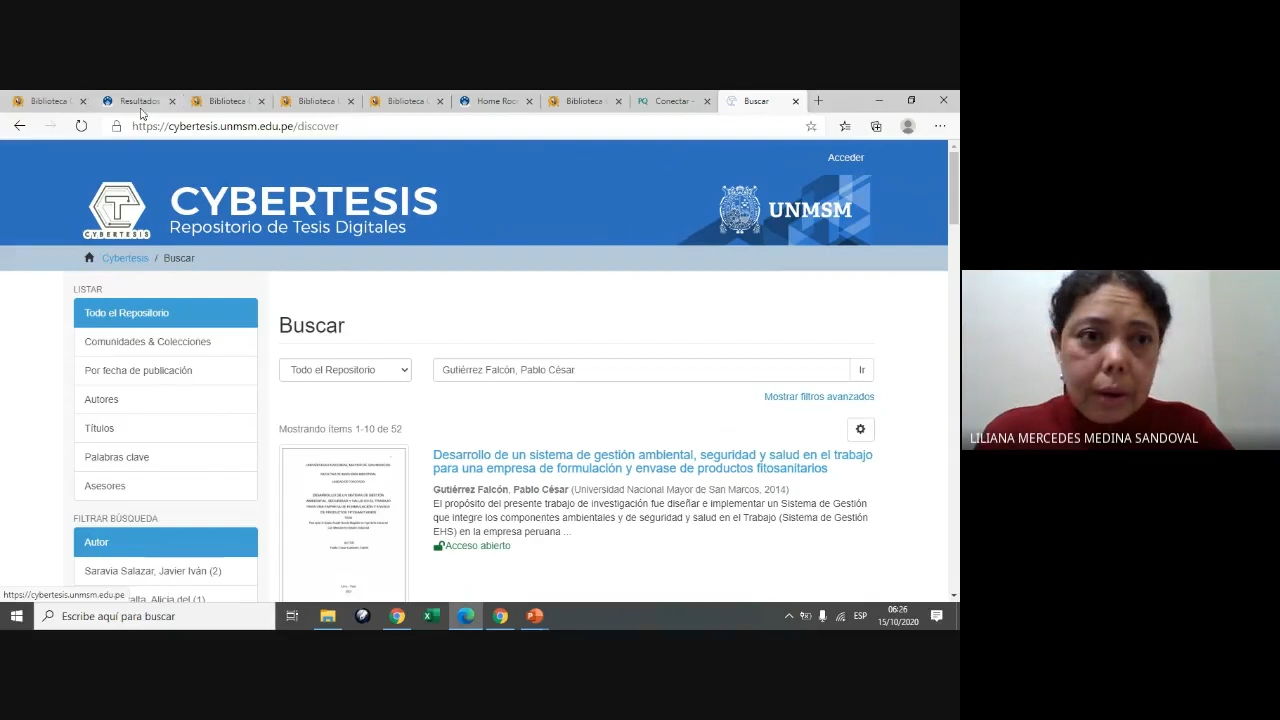 Biblioteca
Resultados
Biblioteca
Biblioteca
Biblioteca
Home
Biblioteca
PQ Conectar -
Buscar
https://cybertesis.unmsm.edu.pe/discover
Acceder
CYBERTESIS
Repositorio de Tesis Digitales
CYBERTESIS
UNMSM
Cybertesis / Buscar
LISTAR
Todo el Repositorio
Comunidades & Colecciones
Por fecha de publicación
Autores
Títulos
Palabras clave
Asesores
FILTRAR BÚSQUEDA
Autor
Saravia Salazar, Javier Iván (2)
alta, Alicia del (1)
https://cybertesis.unmsm.edu.pe
Buscar
Todo el Repositorio
Gutiérrez Falcón, Pablo César
Ir
Mostrar filtros avanzados
Mostrando ítems 1-10 de 52
Desarrollo de un sistema de gestión ambiental, seguridad y salud en el trabajo
para una empresa de formulación y envase de productos fitosanitarios
Gutiérrez Falcón, Pablo César (Universidad Nacional Mayor de San Marcos, 2014)
El propósito del presente trabajo de investigación fue diseñar e implementar un Sistema de Gestión
que integre los componentes ambientales y de seguridad y salud en el Trabajo (Sistema de Gestión
EHS) en la empresa peruana ...
Acceso abierto
LILIANA MERCEDES MEDINA SANDOVAL
Escribe aquí para buscar
ESP
06:26
15/10/2020